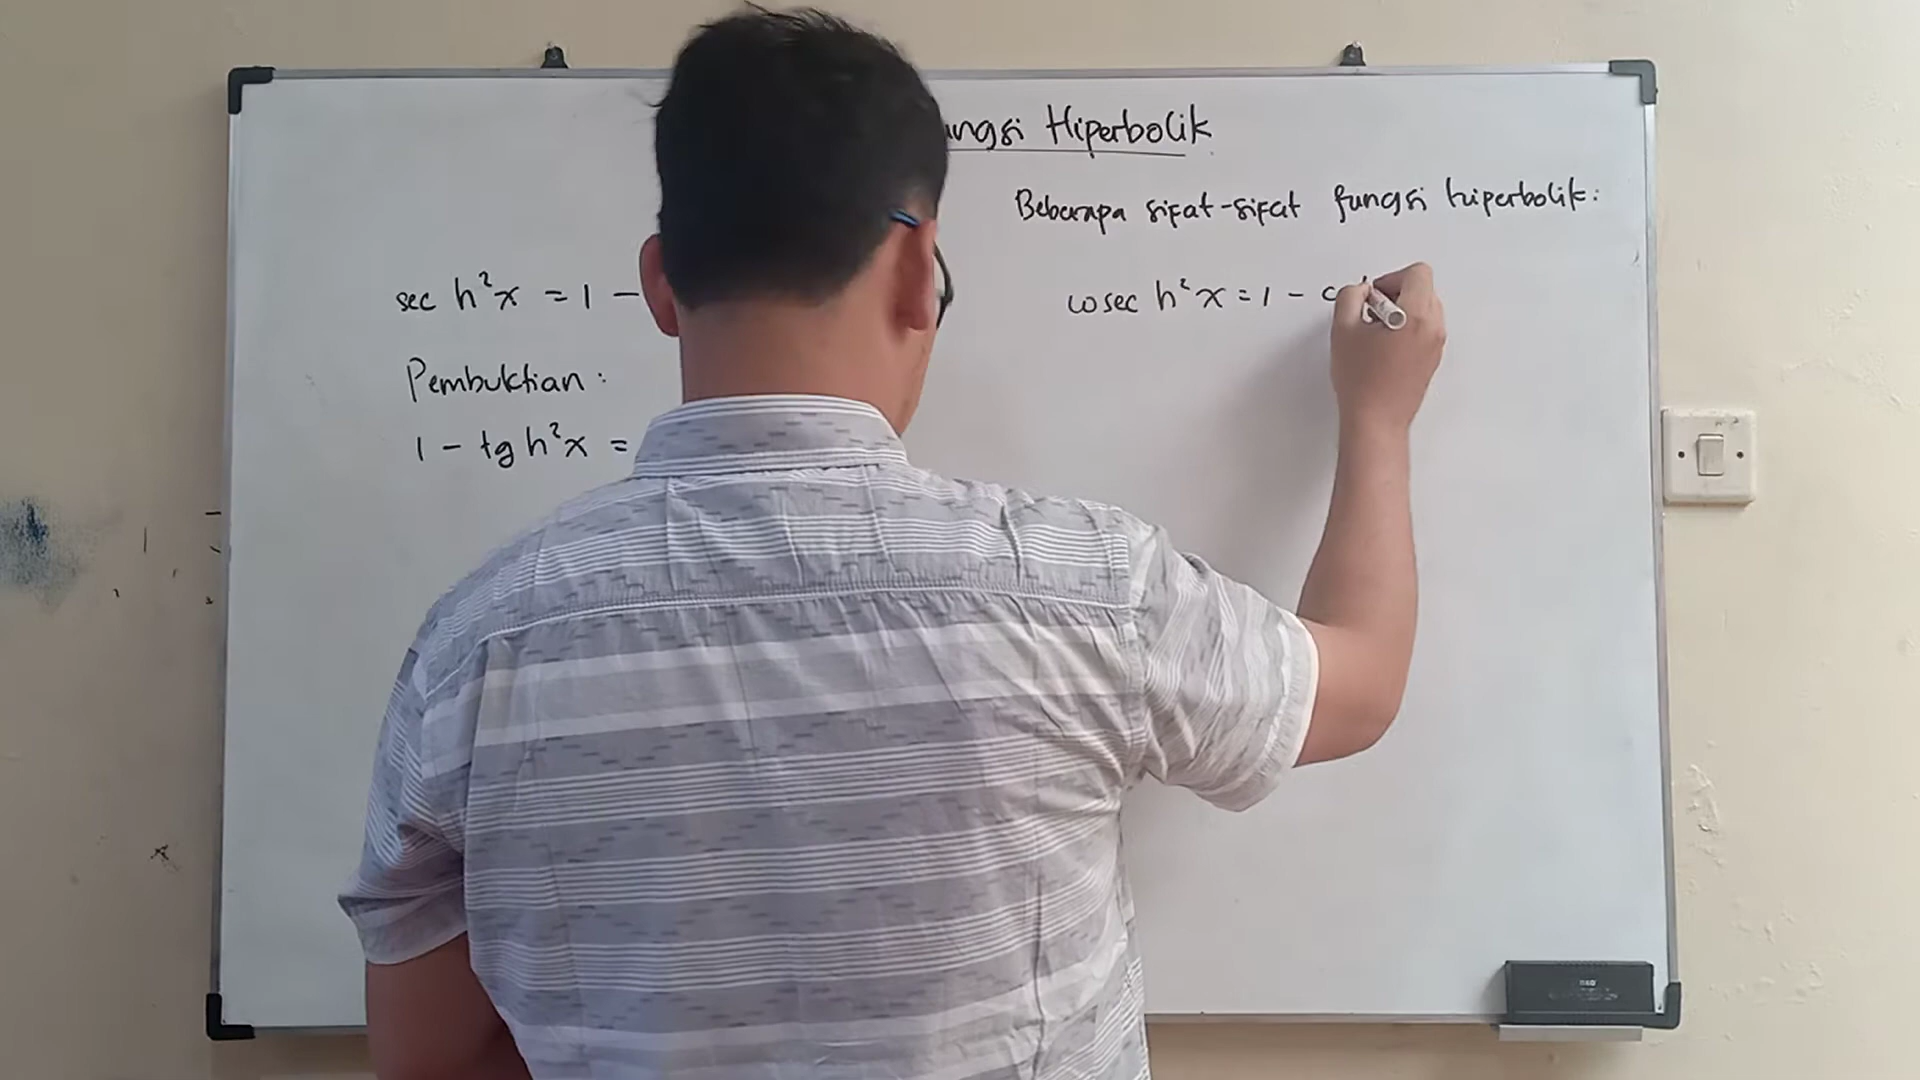 ungsi Hiperbolik
Beberapa sifat-sifat fungsi hiperbolik:
sec h²x = 1 -
cosec h²x = 1 - c
Pembuktian:
1 - tg h²x =